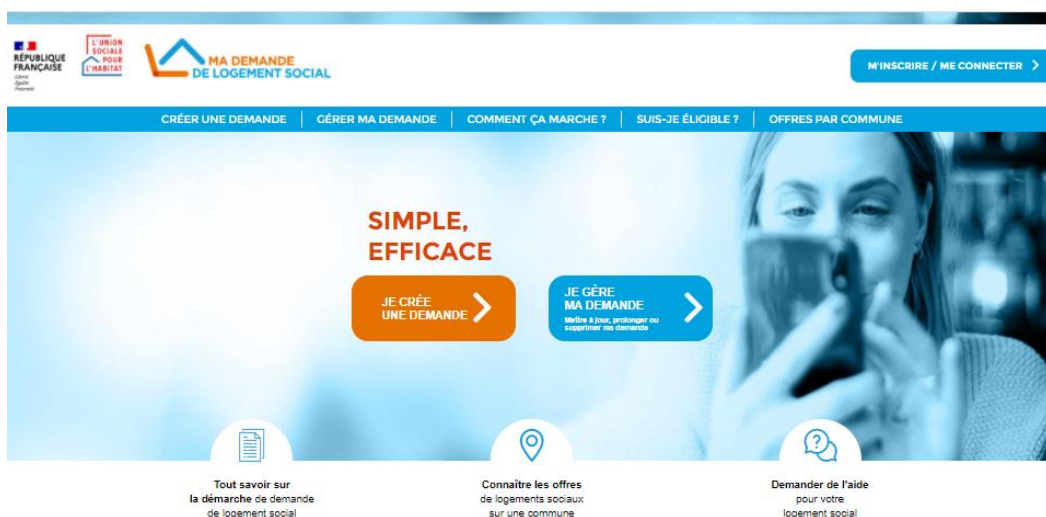 RÉPUBLIQUE
FRANÇAISE
Liberté
Égalité
Fraternité
L'UNION
SOCIALE
POUR
L'HABITAT
MA DEMANDE
DE LOGEMENT SOCIAL
M'INSCRIRE / ME CONNECTER
CRÉER UNE DEMANDE
GÉRER MA DEMANDE
COMMENT ÇA MARCHE ?
SUIS-JE ÉLIGIBLE ?
OFFRES PAR COMMUNE
SIMPLE,
EFFICACE
JE CRÉE
UNE DEMANDE
JE GÈRE
MA DEMANDE
Mettre à jour, prolonger ou
supprimer ma demande
Tout savoir sur
la démarche de demande
de logement social
Connaître les offres
de logements sociaux
sur une commune
Demander de l'aide
pour votre
logement social